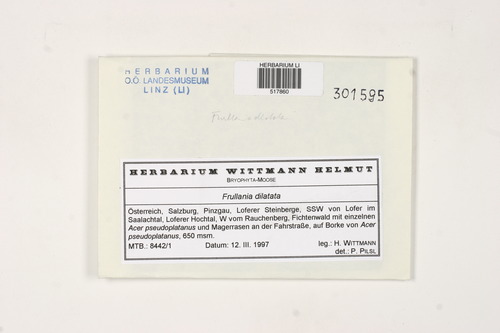 HERBARIUM
O.Ö. LANDESMUSEUM
LINZ (LI)
HERBARIUM LI
517860
301595
Frullania dilatata
HERBARIUM WITTMANN HELMUT
BRYOPHYTA-MOOSE
Frullania dilatata
Österreich, Salzburg, Pinzgau, Loferer Steinberge, SSW von Lofer im
Saalachtal, Loferer Hochtal, W vom Rauchenberg, Fichtenwald mit einzelnen
Acer pseudoplatanus und Magerrasen an der Fahrstraße, auf Borke von Acer
pseudoplatanus, 650 msm.
MTB.: 8442/1 Datum: 12. III. 1997 leg.: H. WITTMANN
det.: P. PILSL